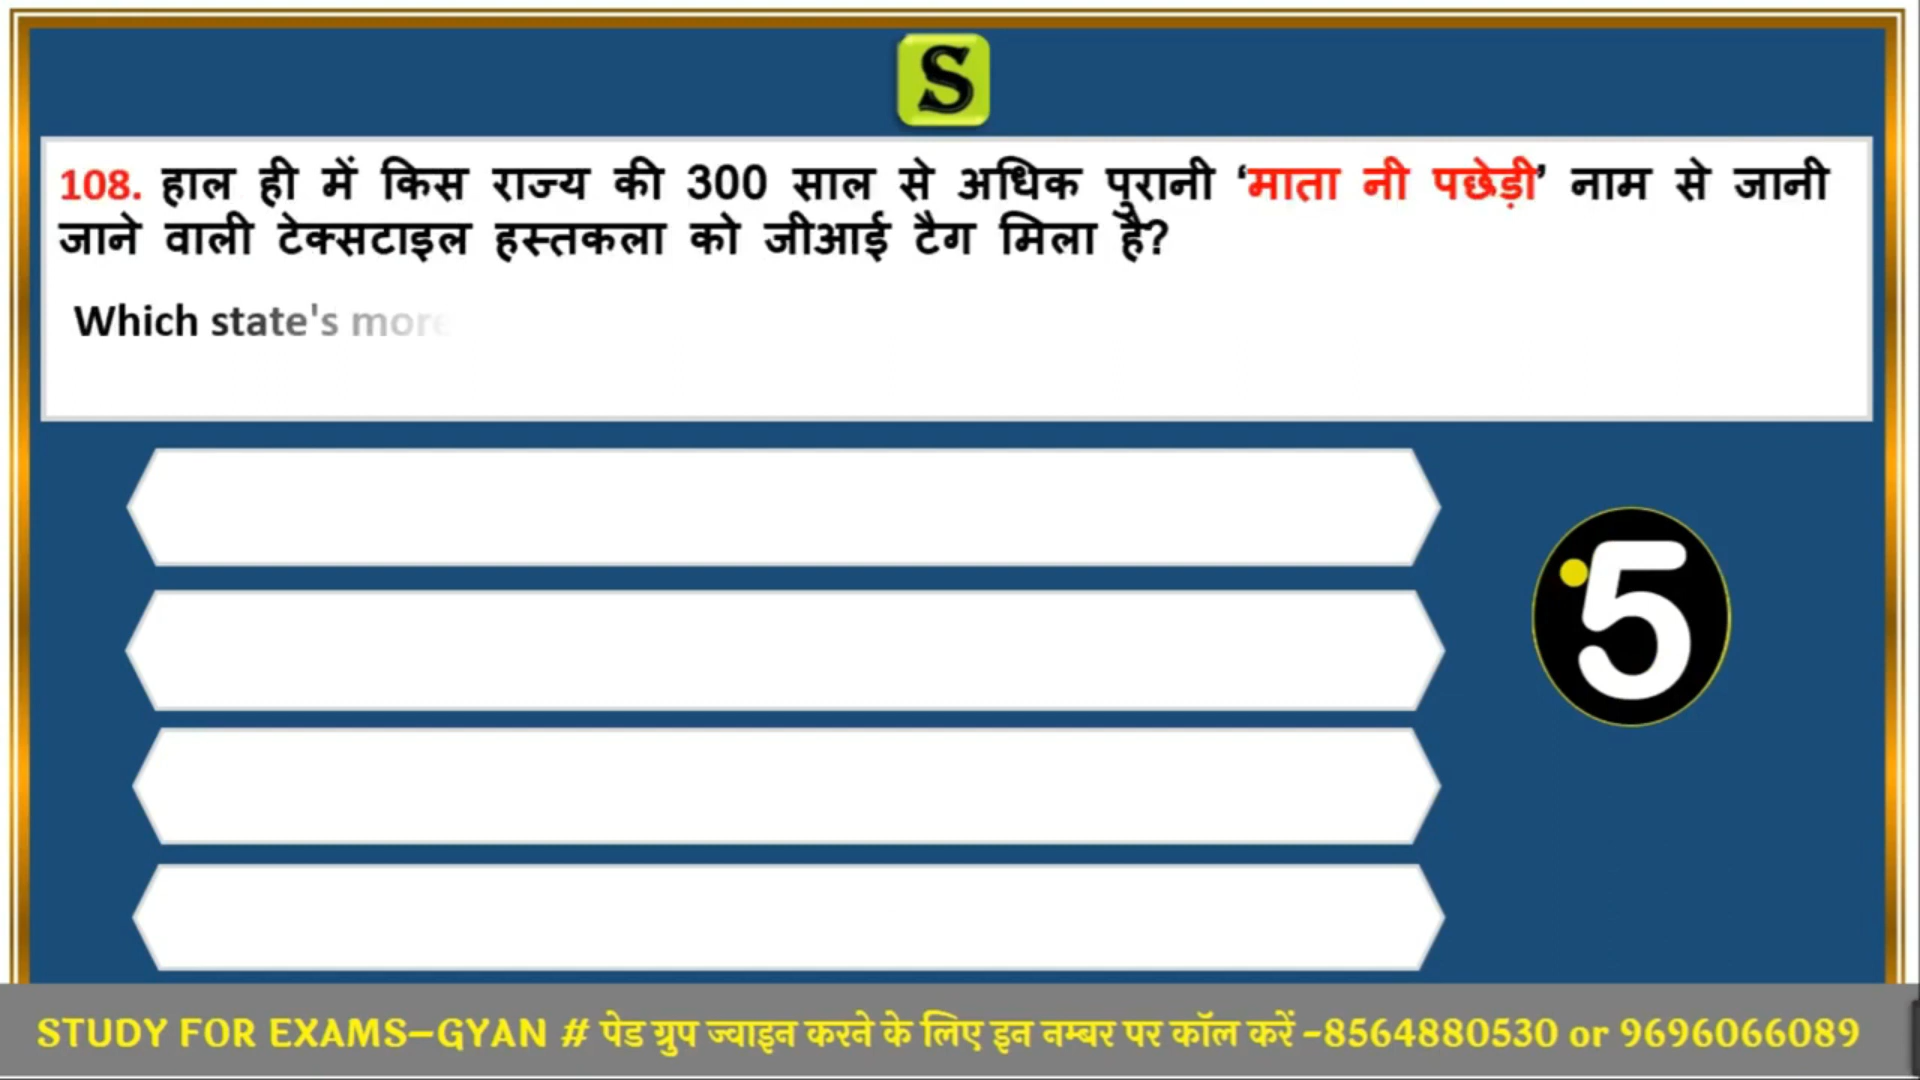 S
108. हाल ही में किस राज्य की 300 साल से अधिक पुरानी ‘माता नी पछेड़ी’ नाम से जानी
जाने वाली टेक्सटाइल हस्तकला को जीआई टैग मिला है?
Which state's more
5
STUDY FOR EXAMS–GYAN # पेड ग्रुप ज्वाइन करने के लिए इन नम्बर पर कॉल करें -8564880530 or 9696066089